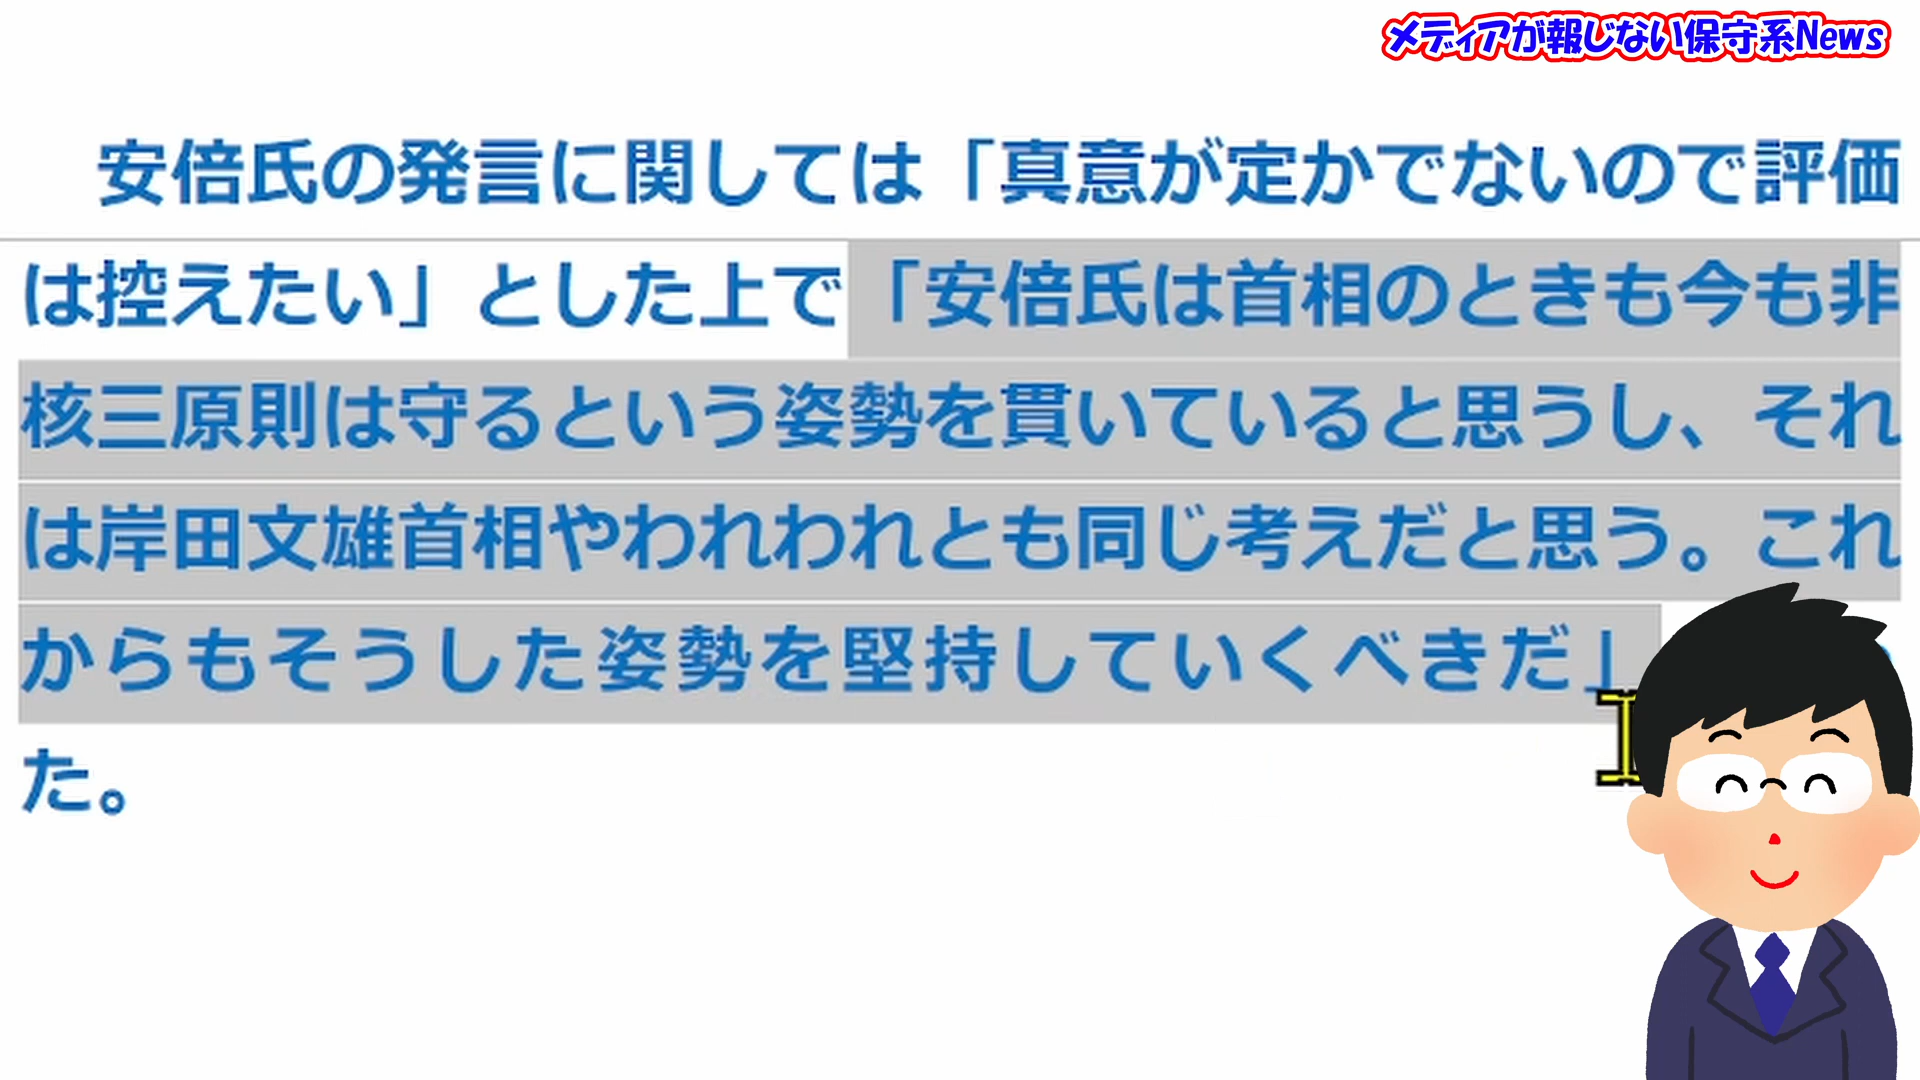 メディアが報じない保守系News
安倍氏の発言に関しては「真意が定かでないので評価
は控えたい」とした上で「安倍氏は首相のときも今も非
核三原則は守るという姿勢を貫いていると思うし、それ
は岸田文雄首相やわれわれとも同じ考えだと思う。これ
からもそうした姿勢を堅持していくべきだ」
た。